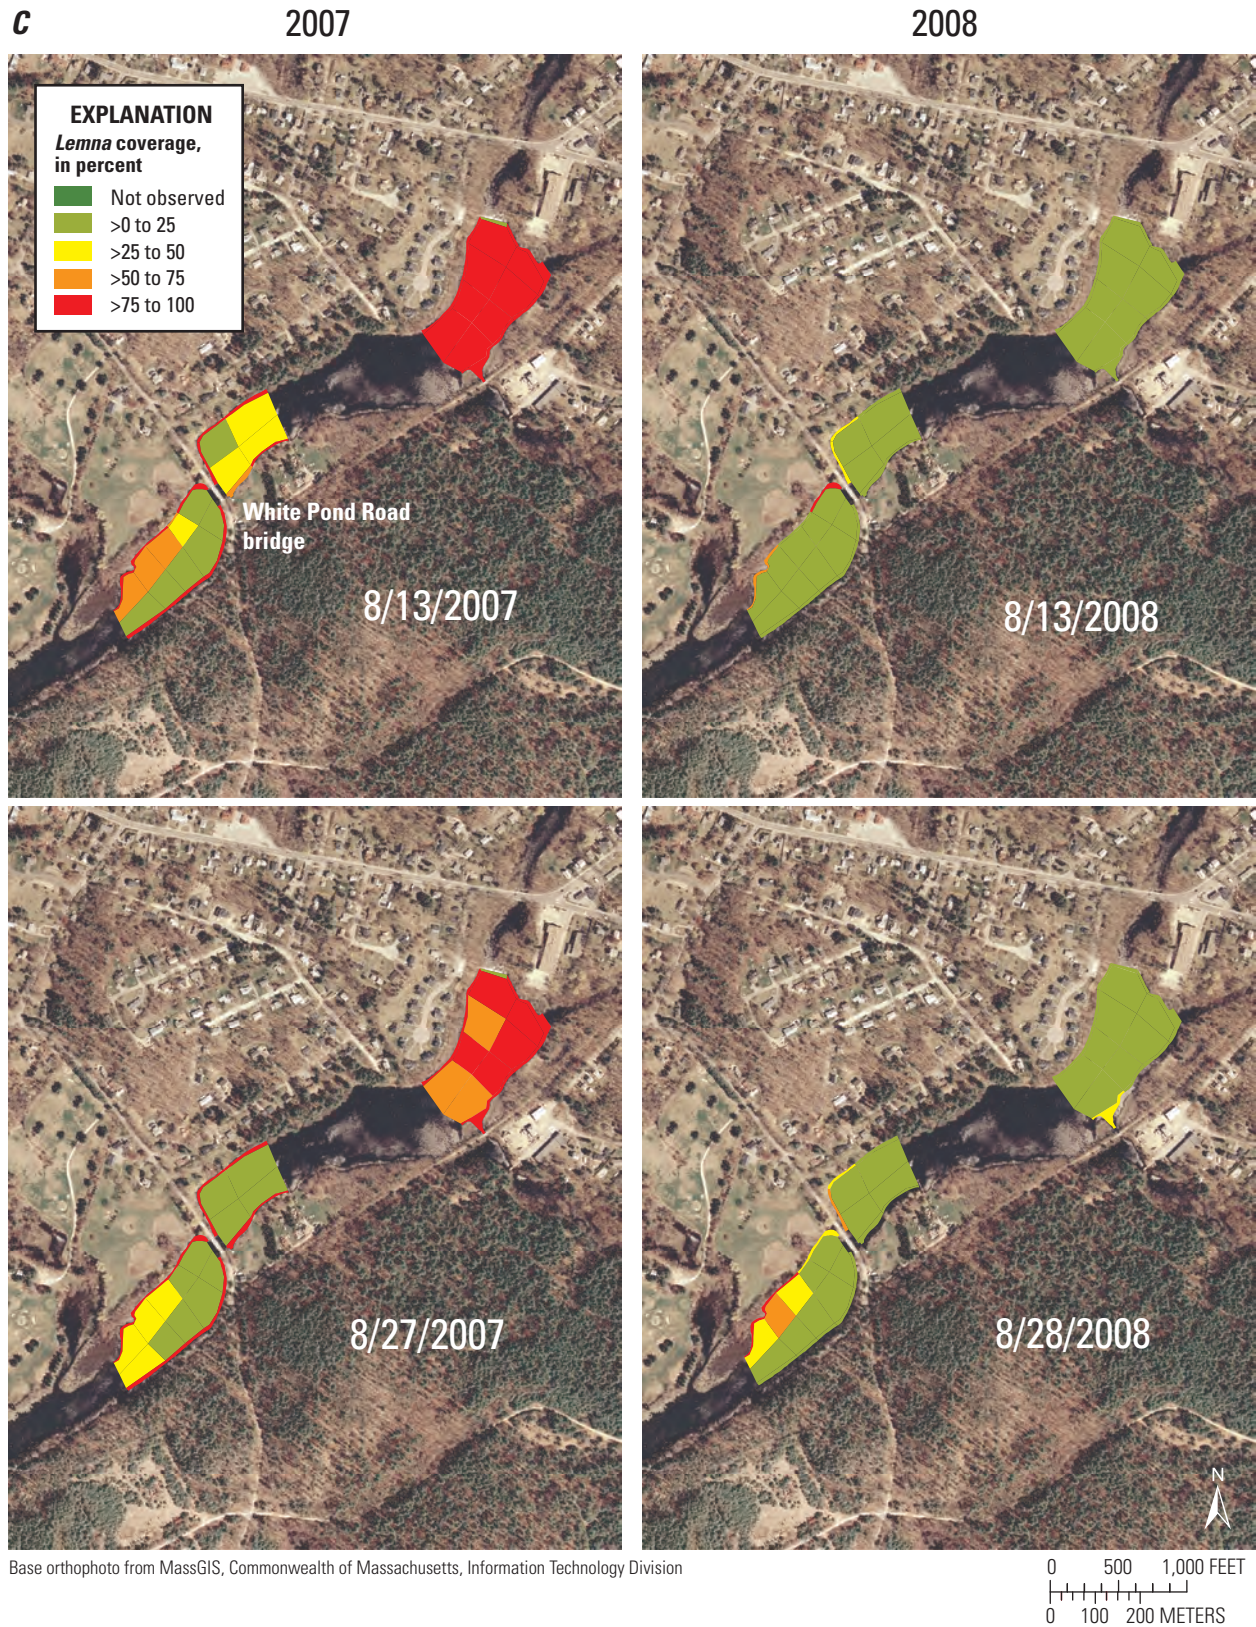 C
2007
2008
EXPLANATION
Lemna coverage,
in percent
Not observed
>0 to 25
>25 to 50
>50 to 75
>75 to 100
White Pond Road
bridge
8/13/2007
8/13/2008
8/27/2007
8/28/2008
N
Base orthophoto from MassGIS, Commonwealth of Massachusetts, Information Technology Division
0 500 1,000 FEET
0 100 200 METERS